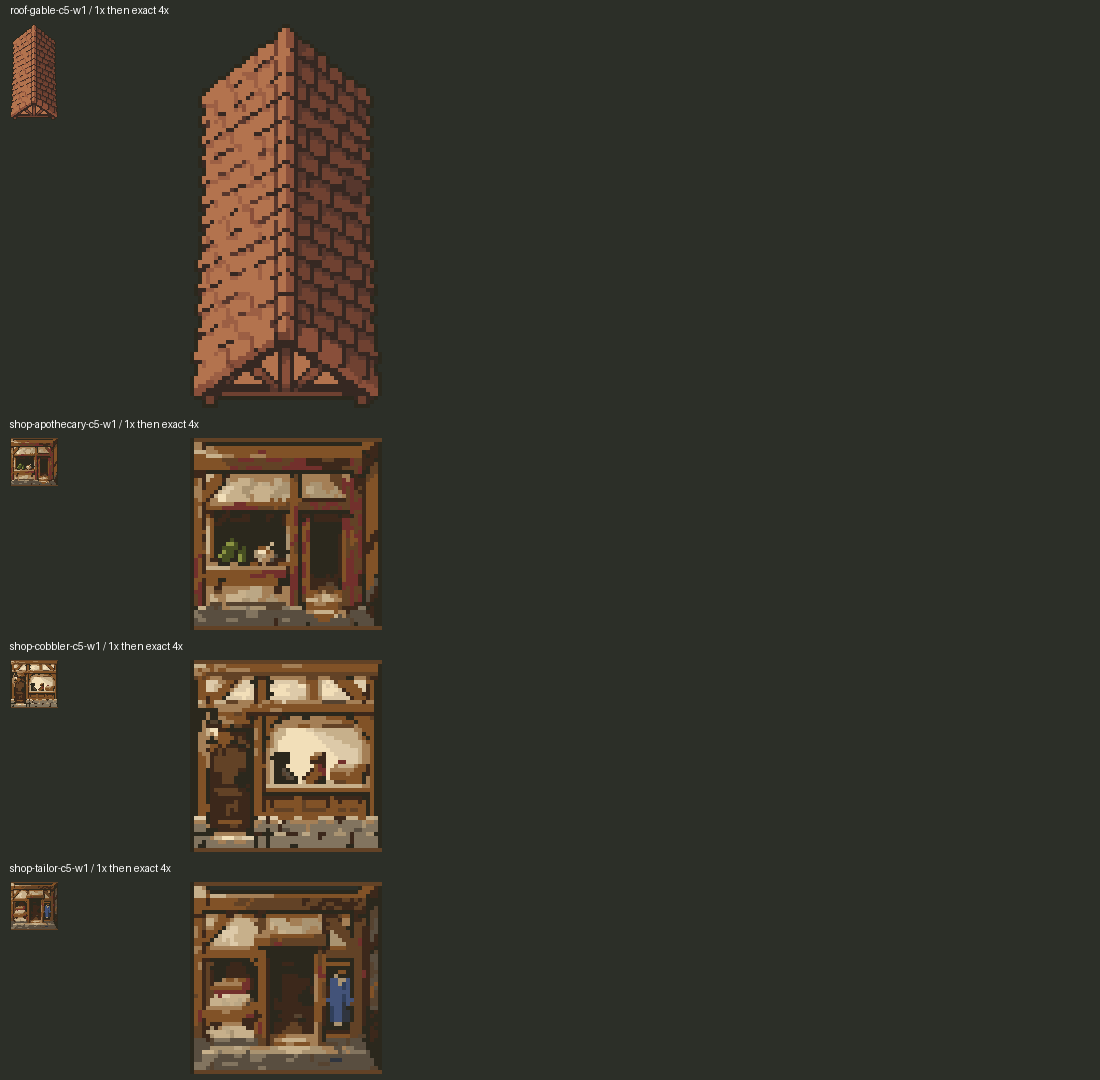 roof-gable-c5-w1 / 1x then exact 4x
shop-apothecary-c5-w1 / 1x then exact 4x
shop-cobbler-c5-w1 / 1x then exact 4x
shop-tailor-c5-w1 / 1x then exact 4x